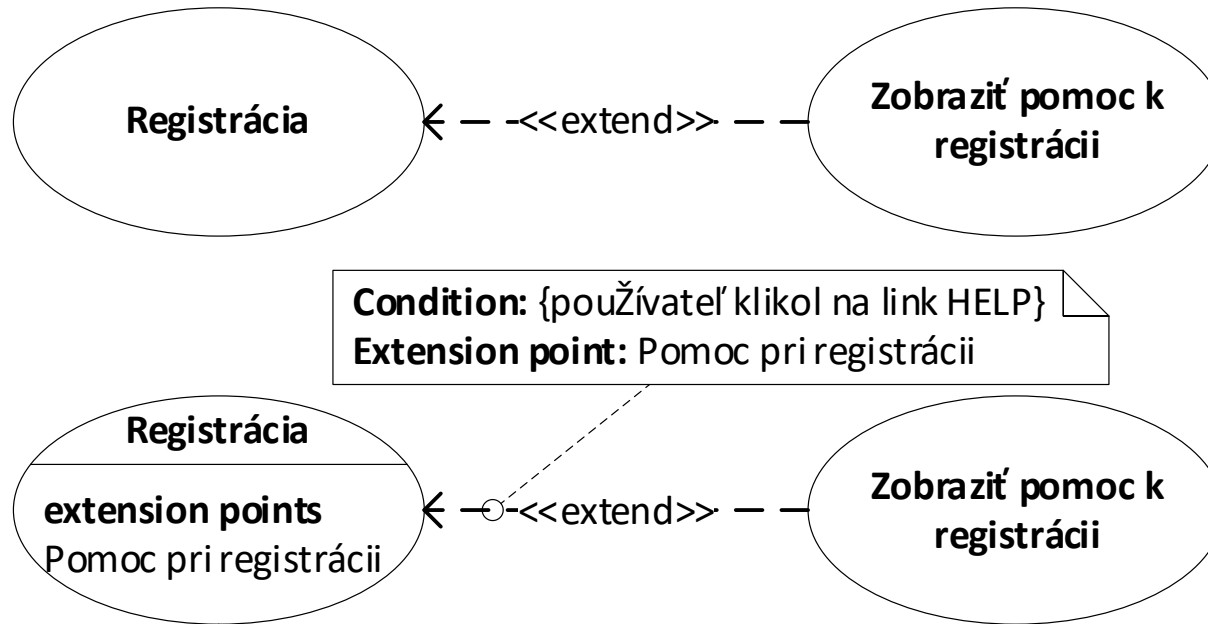 Registrácia
<<extend>>
Zobraziť pomoc k
registrácii
Condition: {použÍvateľ klikol na link HELP}
Extension point: Pomoc pri registrácii
Registrácia
extension points
Pomoc pri registrácii
<<extend>>
Zobraziť pomoc k
registrácii